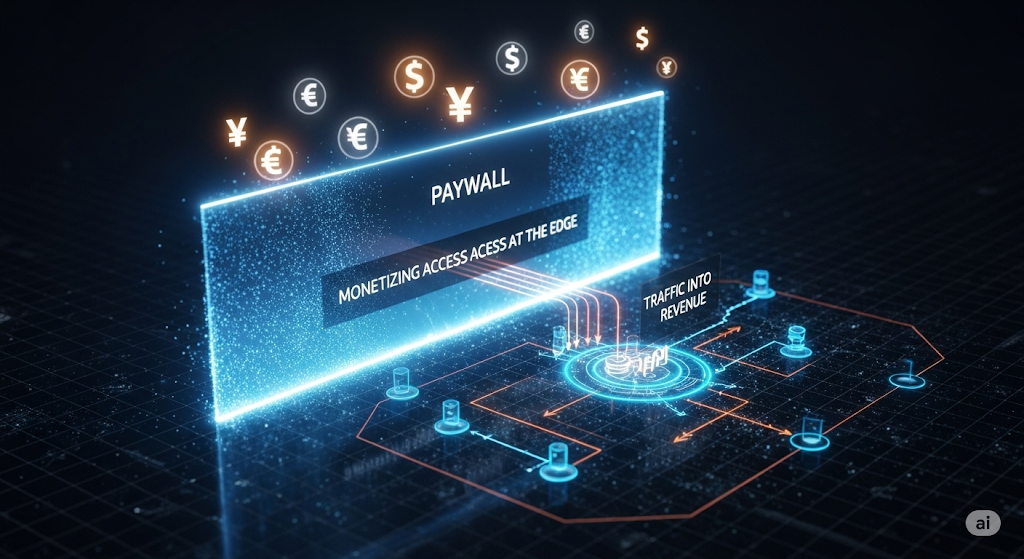 ¥
€
€
€
$
¥
$
€
¥
$
¥
PAYWALL
MONETIZING ACCESS ACESS AT THE EDGE
TRAFFIC INTO
REVENUE
ai